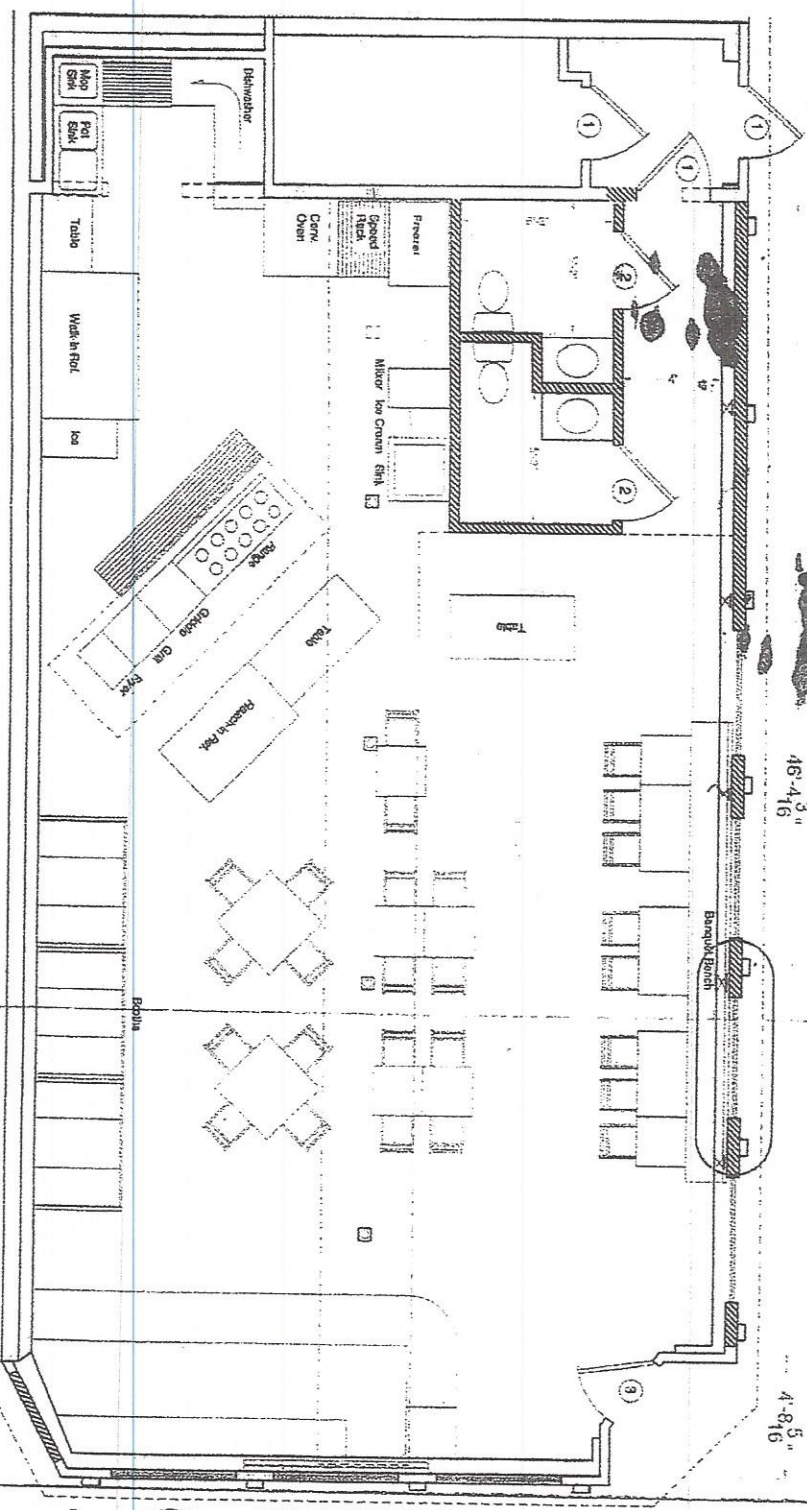 Mop
Sink
Pot
Sink
Dishwasher
Table
Walk-in Ref.
Ice
Conv.
Oven
Speed
Rack
Freezer
Mixer Ice Cream Sink
Range
Griddle
Grill
Fryer
Table
Reach-in Ref.
Table
Booths
Banquet Bench
1
1
1
2
2
3
46'-4 3/16"
4'-8 5/16"